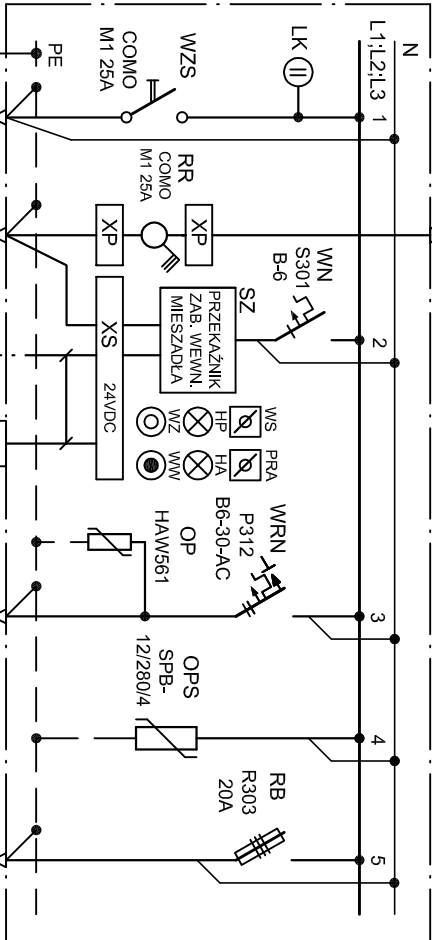 N
L1;L2;L3
1
2
3
4
5
LK
WZS
COMO
M1 25A
PE
RR
COMO
M1 25A
XP
XP
WN
S301
B-6
SZ
PRZEKAŹNIK
ZAB. WEWN.
MIESZADŁA
XS
24VDC
WS
PRA
HP
HA
WZ
WW
WRN
P312
B6-30-AC
OP
HAW561
OPS
SPB-
12/280/4
RB
R303
20A